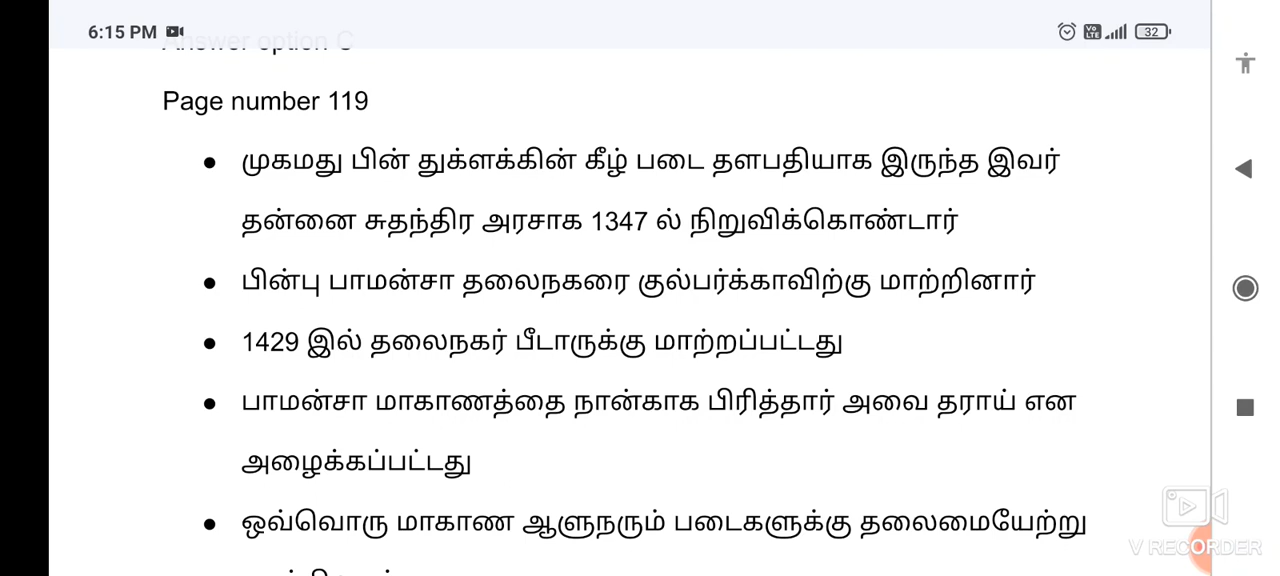 6:15 PM
32
Answer option C
Page number 119
● முகமது பின் துக்ளக்கின் கீழ் படை தளபதியாக இருந்த இவர்
தன்னை சுதந்திர அரசாக 1347 ல் நிறுவிக்கொண்டார்
● பின்பு பாமன்சா தலைநகரை குல்பர்க்காவிற்கு மாற்றினார்
● 1429 இல் தலைநகர் பீடாருக்கு மாற்றப்பட்டது
● பாமன்சா மாகாணத்தை நான்காக பிரித்தார் அவை தராய் என
அழைக்கப்பட்டது
● ஒவ்வொரு மாகாண ஆளுநரும் படைகளுக்கு தலைமையேற்று
V RECORDER